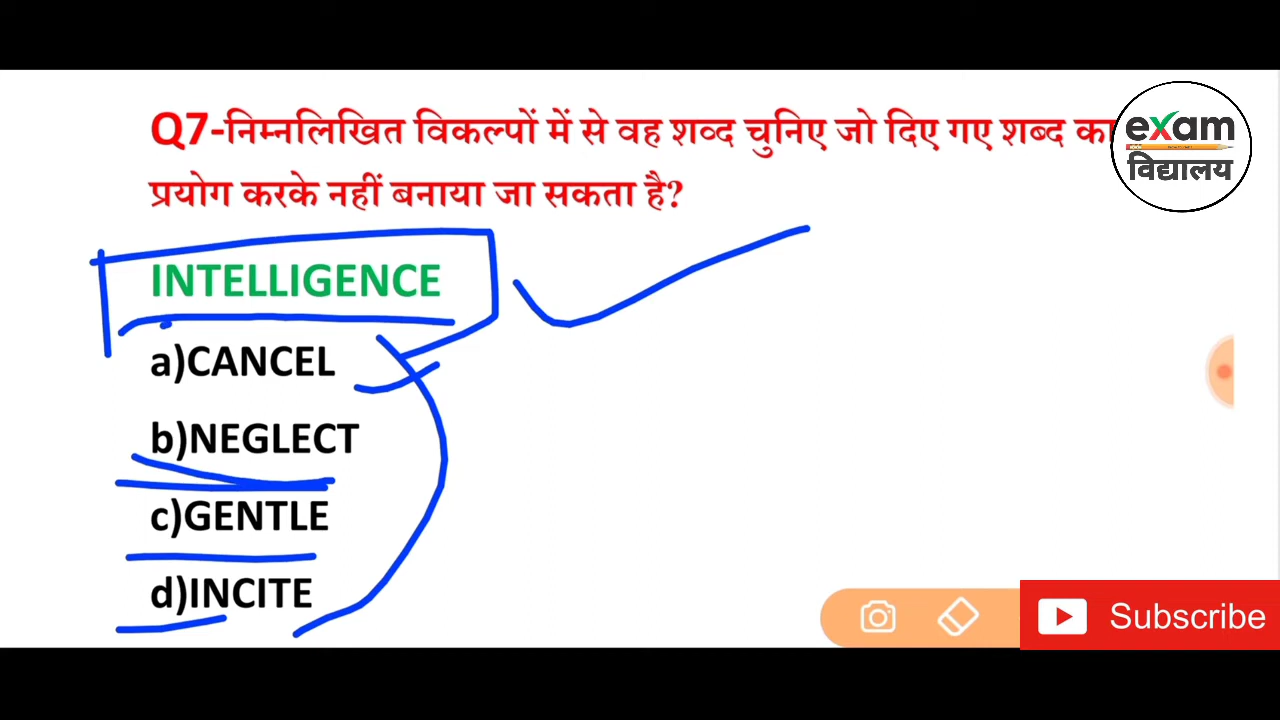 Q7-निम्नलिखित विकल्पों में से वह शव्द चुनिए जो दिए गए शब्द का
प्रयोग करके नहीं बनाया जा सकता है?
exam
विद्यालय
INTELLIGENCE
a)CANCEL
b)NEGLECT
c)GENTLE
d)INCITE
Subscribe